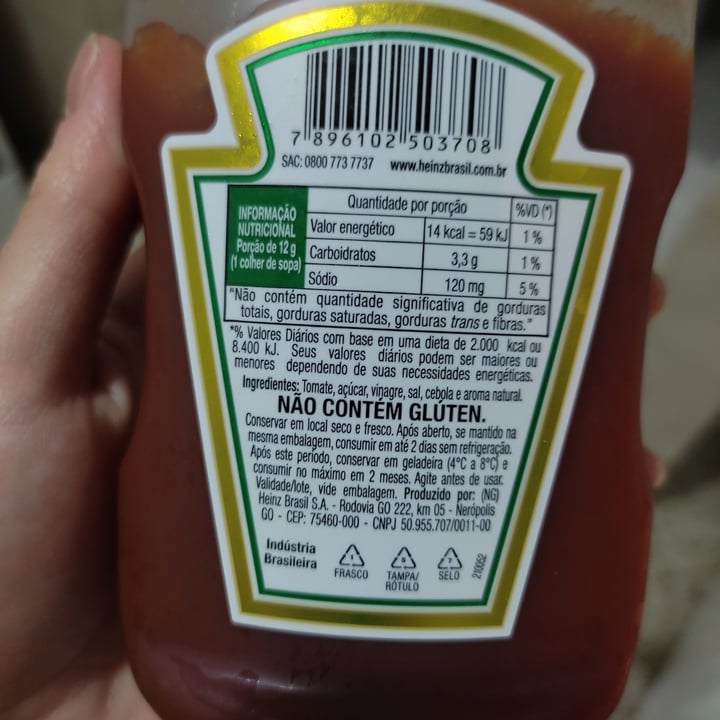 7 896102 503708
SAC: 0800 773 7737 www.heinzbrasil.com.br
INFORMAÇÃO
NUTRICIONAL
Porção de 12 g
(1 colher de sopa)
Quantidade por porção %VD (*)
Valor energético 14 kcal = 59 kJ 1 %
Carboidratos 3,3 g 1 %
Sódio 120 mg 5 %
"Não contém quantidade significativa de gorduras
totais, gorduras saturadas, gorduras trans e fibras."
*% Valores Diários com base em uma dieta de 2.000 kcal ou
8.400 kJ. Seus valores diários podem ser maiores ou
menores dependendo de suas necessidades energéticas.
Ingredientes: Tomate, açúcar, vinagre, sal, cebola e aroma natural.
NÃO CONTÉM GLÚTEN.
Conservar em local seco e fresco. Após aberto, se mantido na
mesma embalagem, consumir em até 2 dias sem refrigeração.
Após este período, conservar em geladeira (4°C a 8°C) e
consumir no máximo em 2 meses. Agite antes de usar.
Validade/lote, vide embalagem. Produzido por: (NG)
Heinz Brasil S.A. - Rodovia GO 222, km 05 - Nerópolis
GO - CEP: 75460-000 - CNPJ 50.955.707/0011-00
Indústria
Brasileira
1
FRASCO
5
TAMPA/
RÓTULO
7
SELO
210052